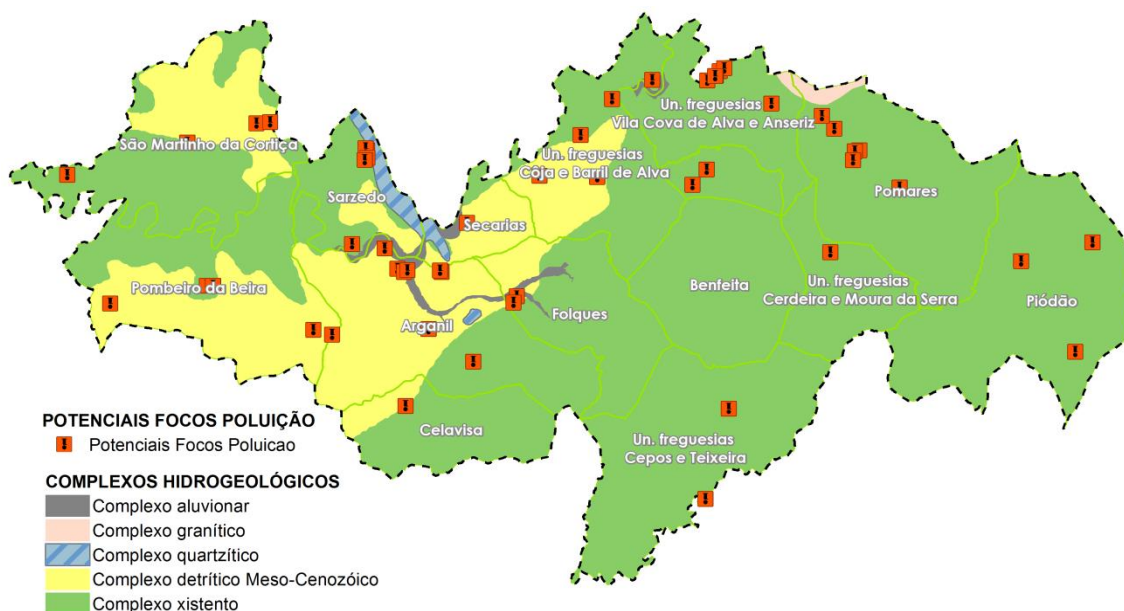 Un. freguesias
Vila Cova de Alva e Anseriz
São Martinho da Cortiça
Un. freguesias
Côja e Barril de Alva
Sarzedo
Pomares
Secarias
Pombeiro da Beira
Benfeita
Un. freguesias
Cerdeira e Moura da Serra
Piódão
Arganil
Folques
Celavisa
Un. freguesias
Cepos e Teixeira
POTENCIAIS FOCOS POLUIÇÃO
Potenciais Focos Poluicao
COMPLEXOS HIDROGEOLÓGICOS
Complexo aluvionar
Complexo granítico
Complexo quartzítico
Complexo detrítico Meso-Cenozóico
Complexo xistento